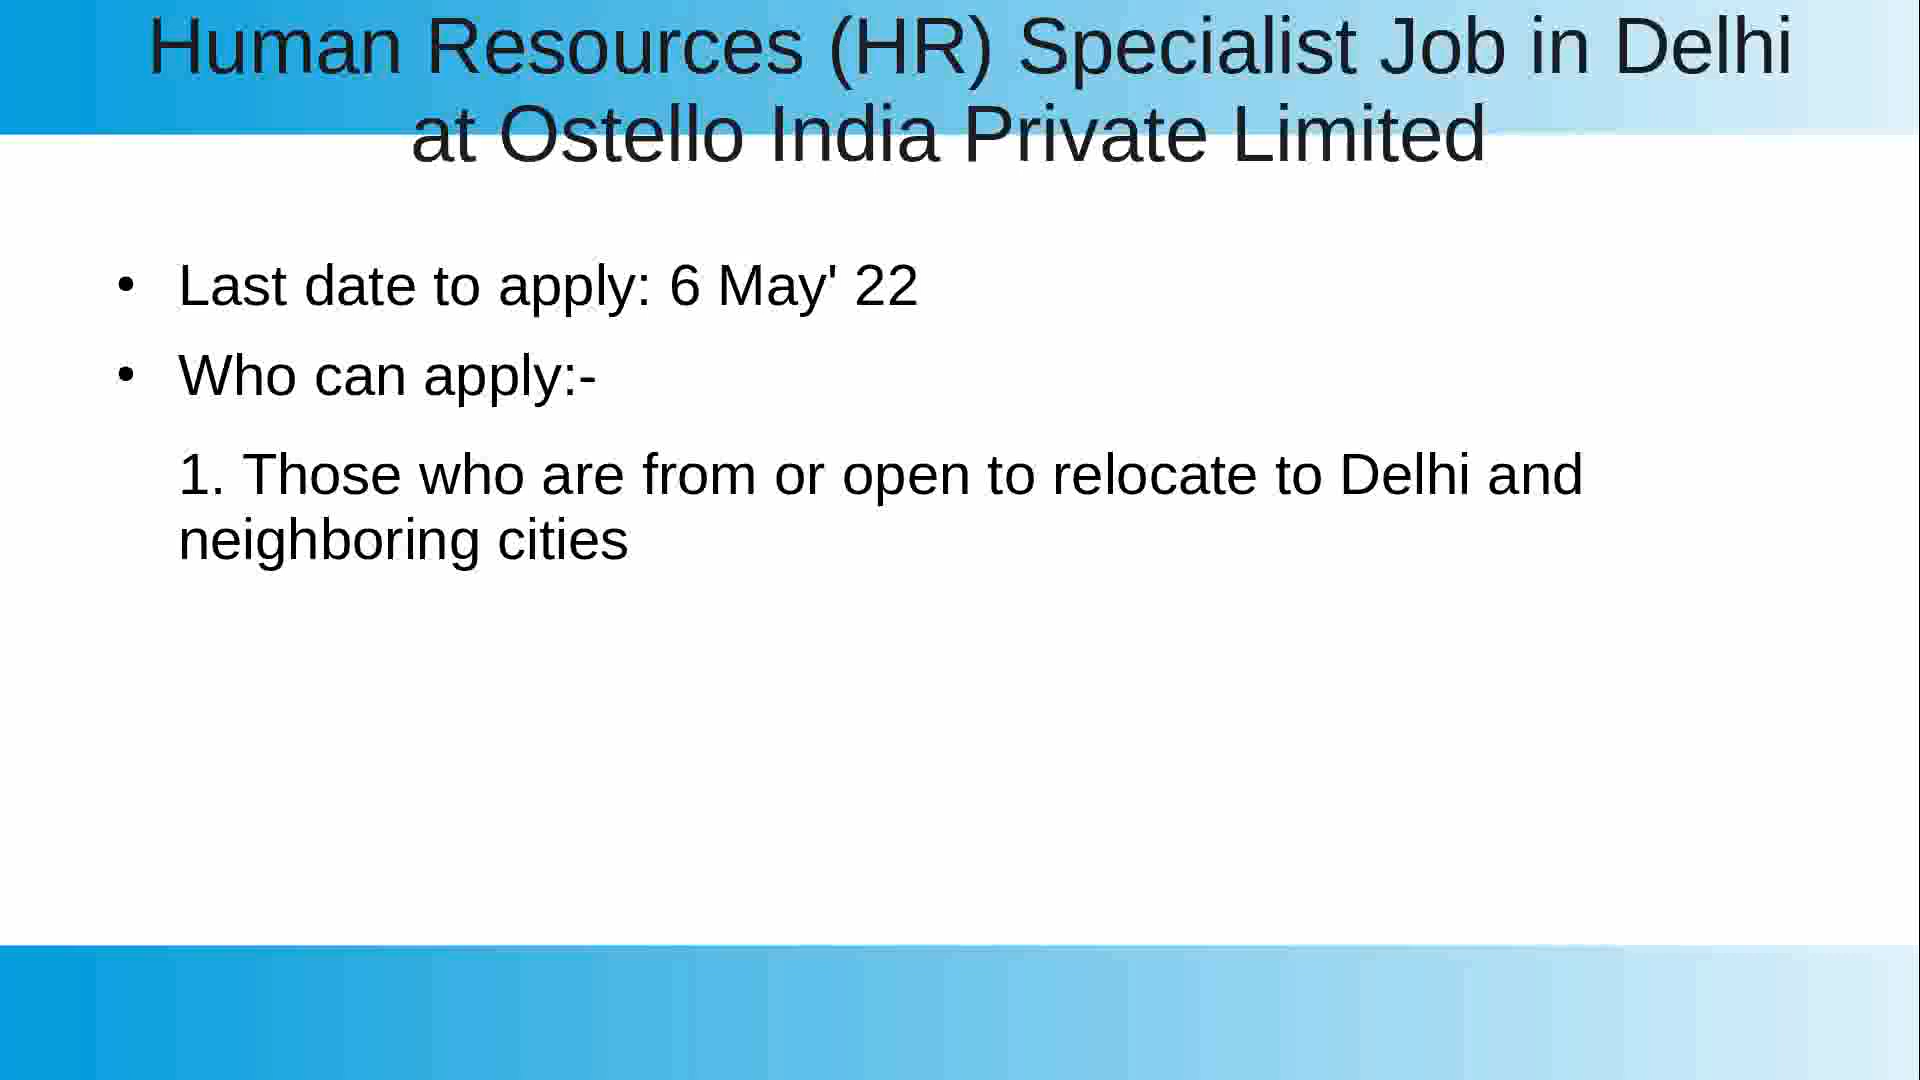 Human Resources (HR) Specialist Job in Delhi
at Ostello India Private Limited
• Last date to apply: 6 May' 22
• Who can apply:-
1. Those who are from or open to relocate to Delhi and
neighboring cities